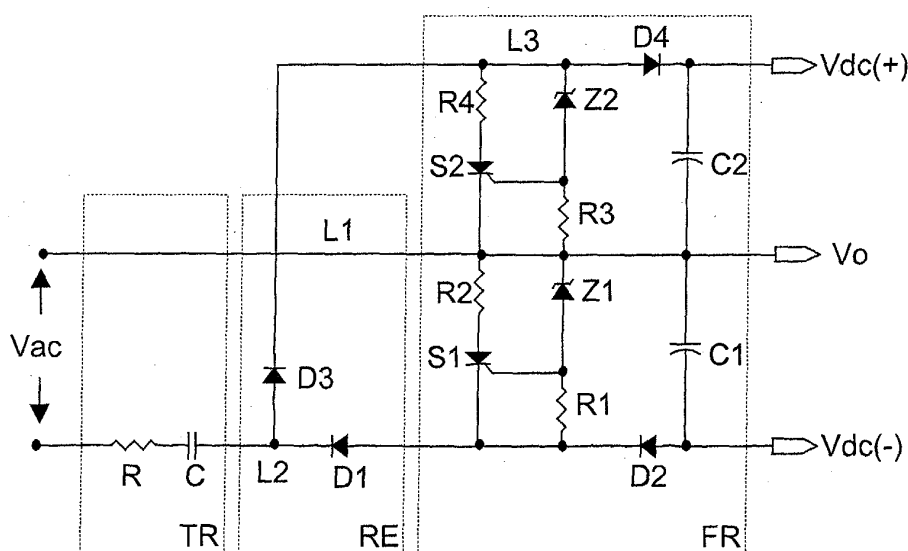 L3
D4
Vdc(+)
R4
Z2
S2
C2
R3
L1
Vo
R2
Z1
Vac
S1
C1
D3
R1
R
C
L2
D1
D2
Vdc(-)
TR
RE
FR